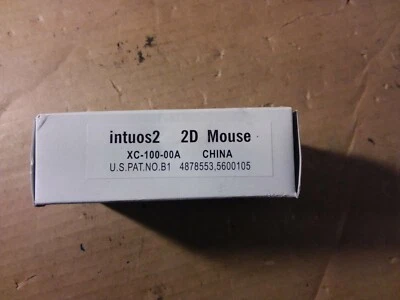 intuos2 2D Mouse
XC-100-00A CHINA
U.S.PAT.NO.B1 4878553,5600105